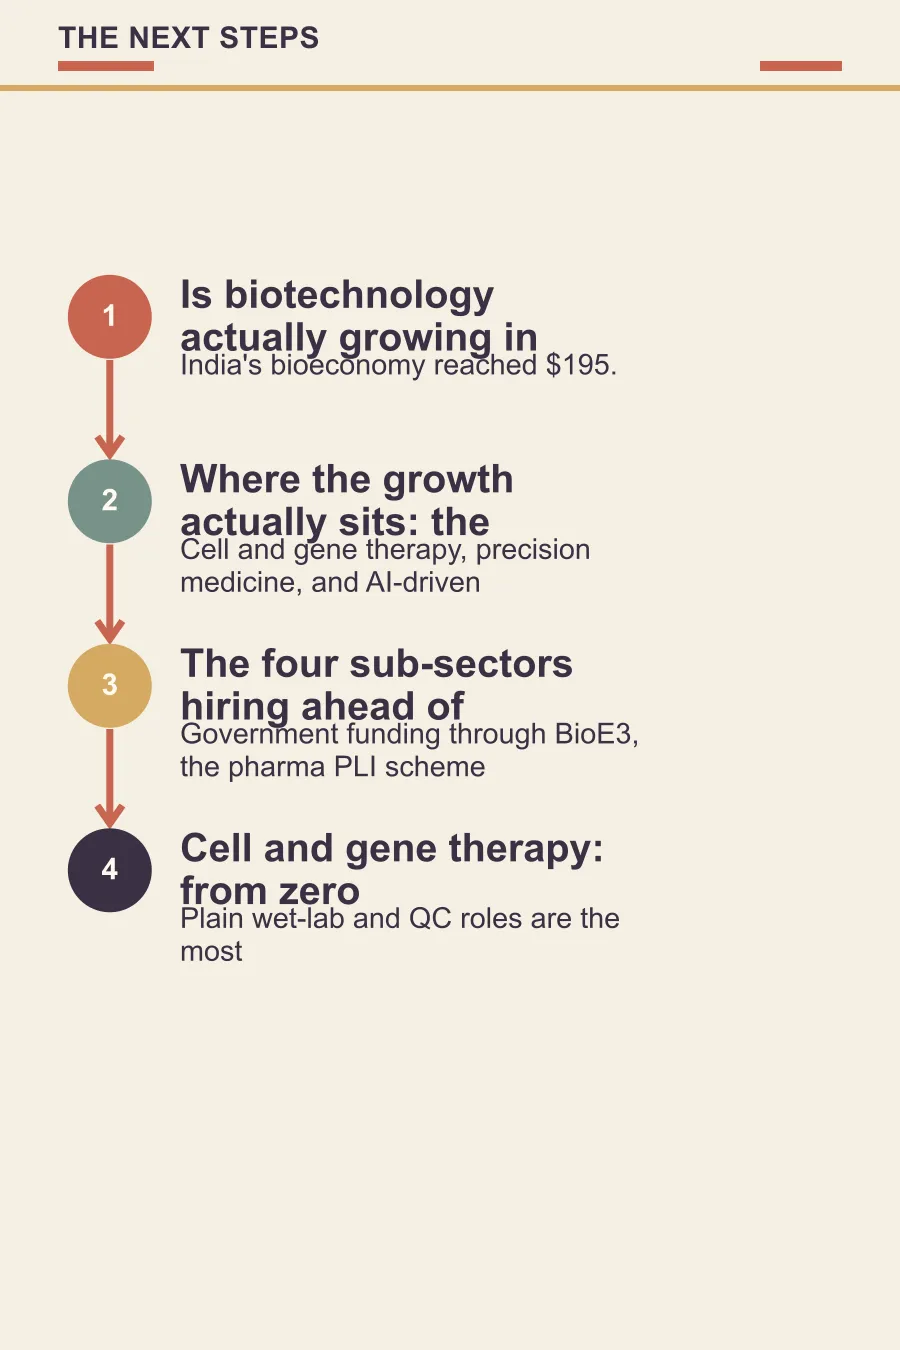 THE NEXT STEPS
1
Is biotechnology
actually growing in
India's bioeconomy reached $195.
2
Where the growth
actually sits: the
Cell and gene therapy, precision
medicine, and AI-driven
3
The four sub-sectors
hiring ahead of
Government funding through BioE3,
the pharma PLI scheme
4
Cell and gene therapy:
from zero
Plain wet-lab and QC roles are the
most